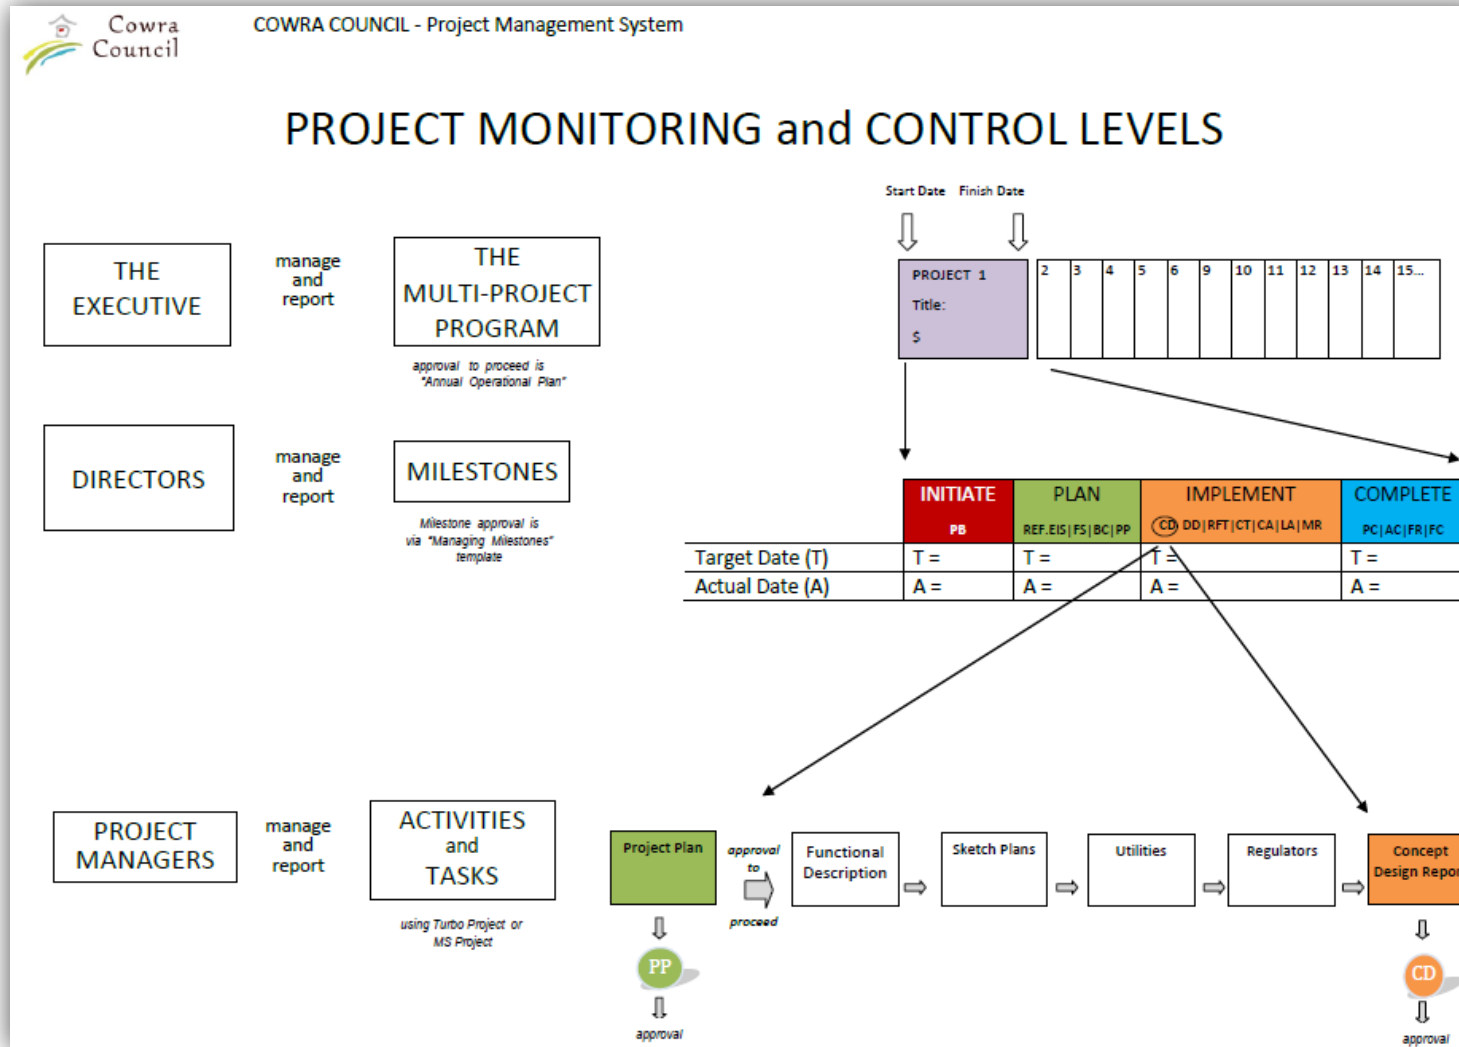 Cowra
Council
COWRA COUNCIL - Project Management System
PROJECT MONITORING and CONTROL LEVELS
Start Date Finish Date
THE
EXECUTIVE
manage
and
report
THE
MULTI-PROJECT
PROGRAM
approval to proceed is
"Annual Operational Plan"
PROJECT 1
Title:
$
2 3 4 5 6 9 10 11 12 13 14 15...
DIRECTORS
manage
and
report
MILESTONES
Milestone approval is
via "Managing Milestones"
template
INITIATE PLAN IMPLEMENT COMPLETE
PB REF.EIS|FS|BC|PP CD DD|RFT|CT|CA|LA|MR PC|AC|FR|FC
Target Date (T) T = T = T = T =
Actual Date (A) A = A = A = A =
PROJECT
MANAGERS
manage
and
report
ACTIVITIES
and
TASKS
using Turbo Project or
MS Project
Project Plan
approval
to
proceed
Functional
Description
Sketch Plans
Utilities
Regulators
Concept
Design Repor
PP
approval
CD
approval